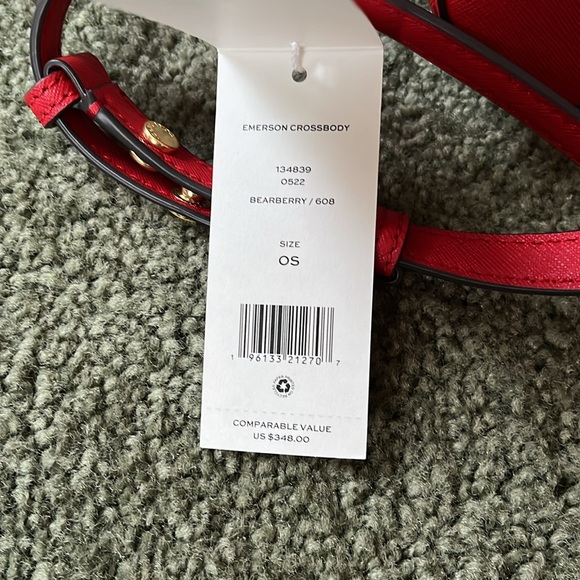 EMERSON CROSSBODY
134839
0522
BEARBERRY / 608
SIZE
OS
1 96133 21270 7
COMPARABLE VALUE
US $348.00